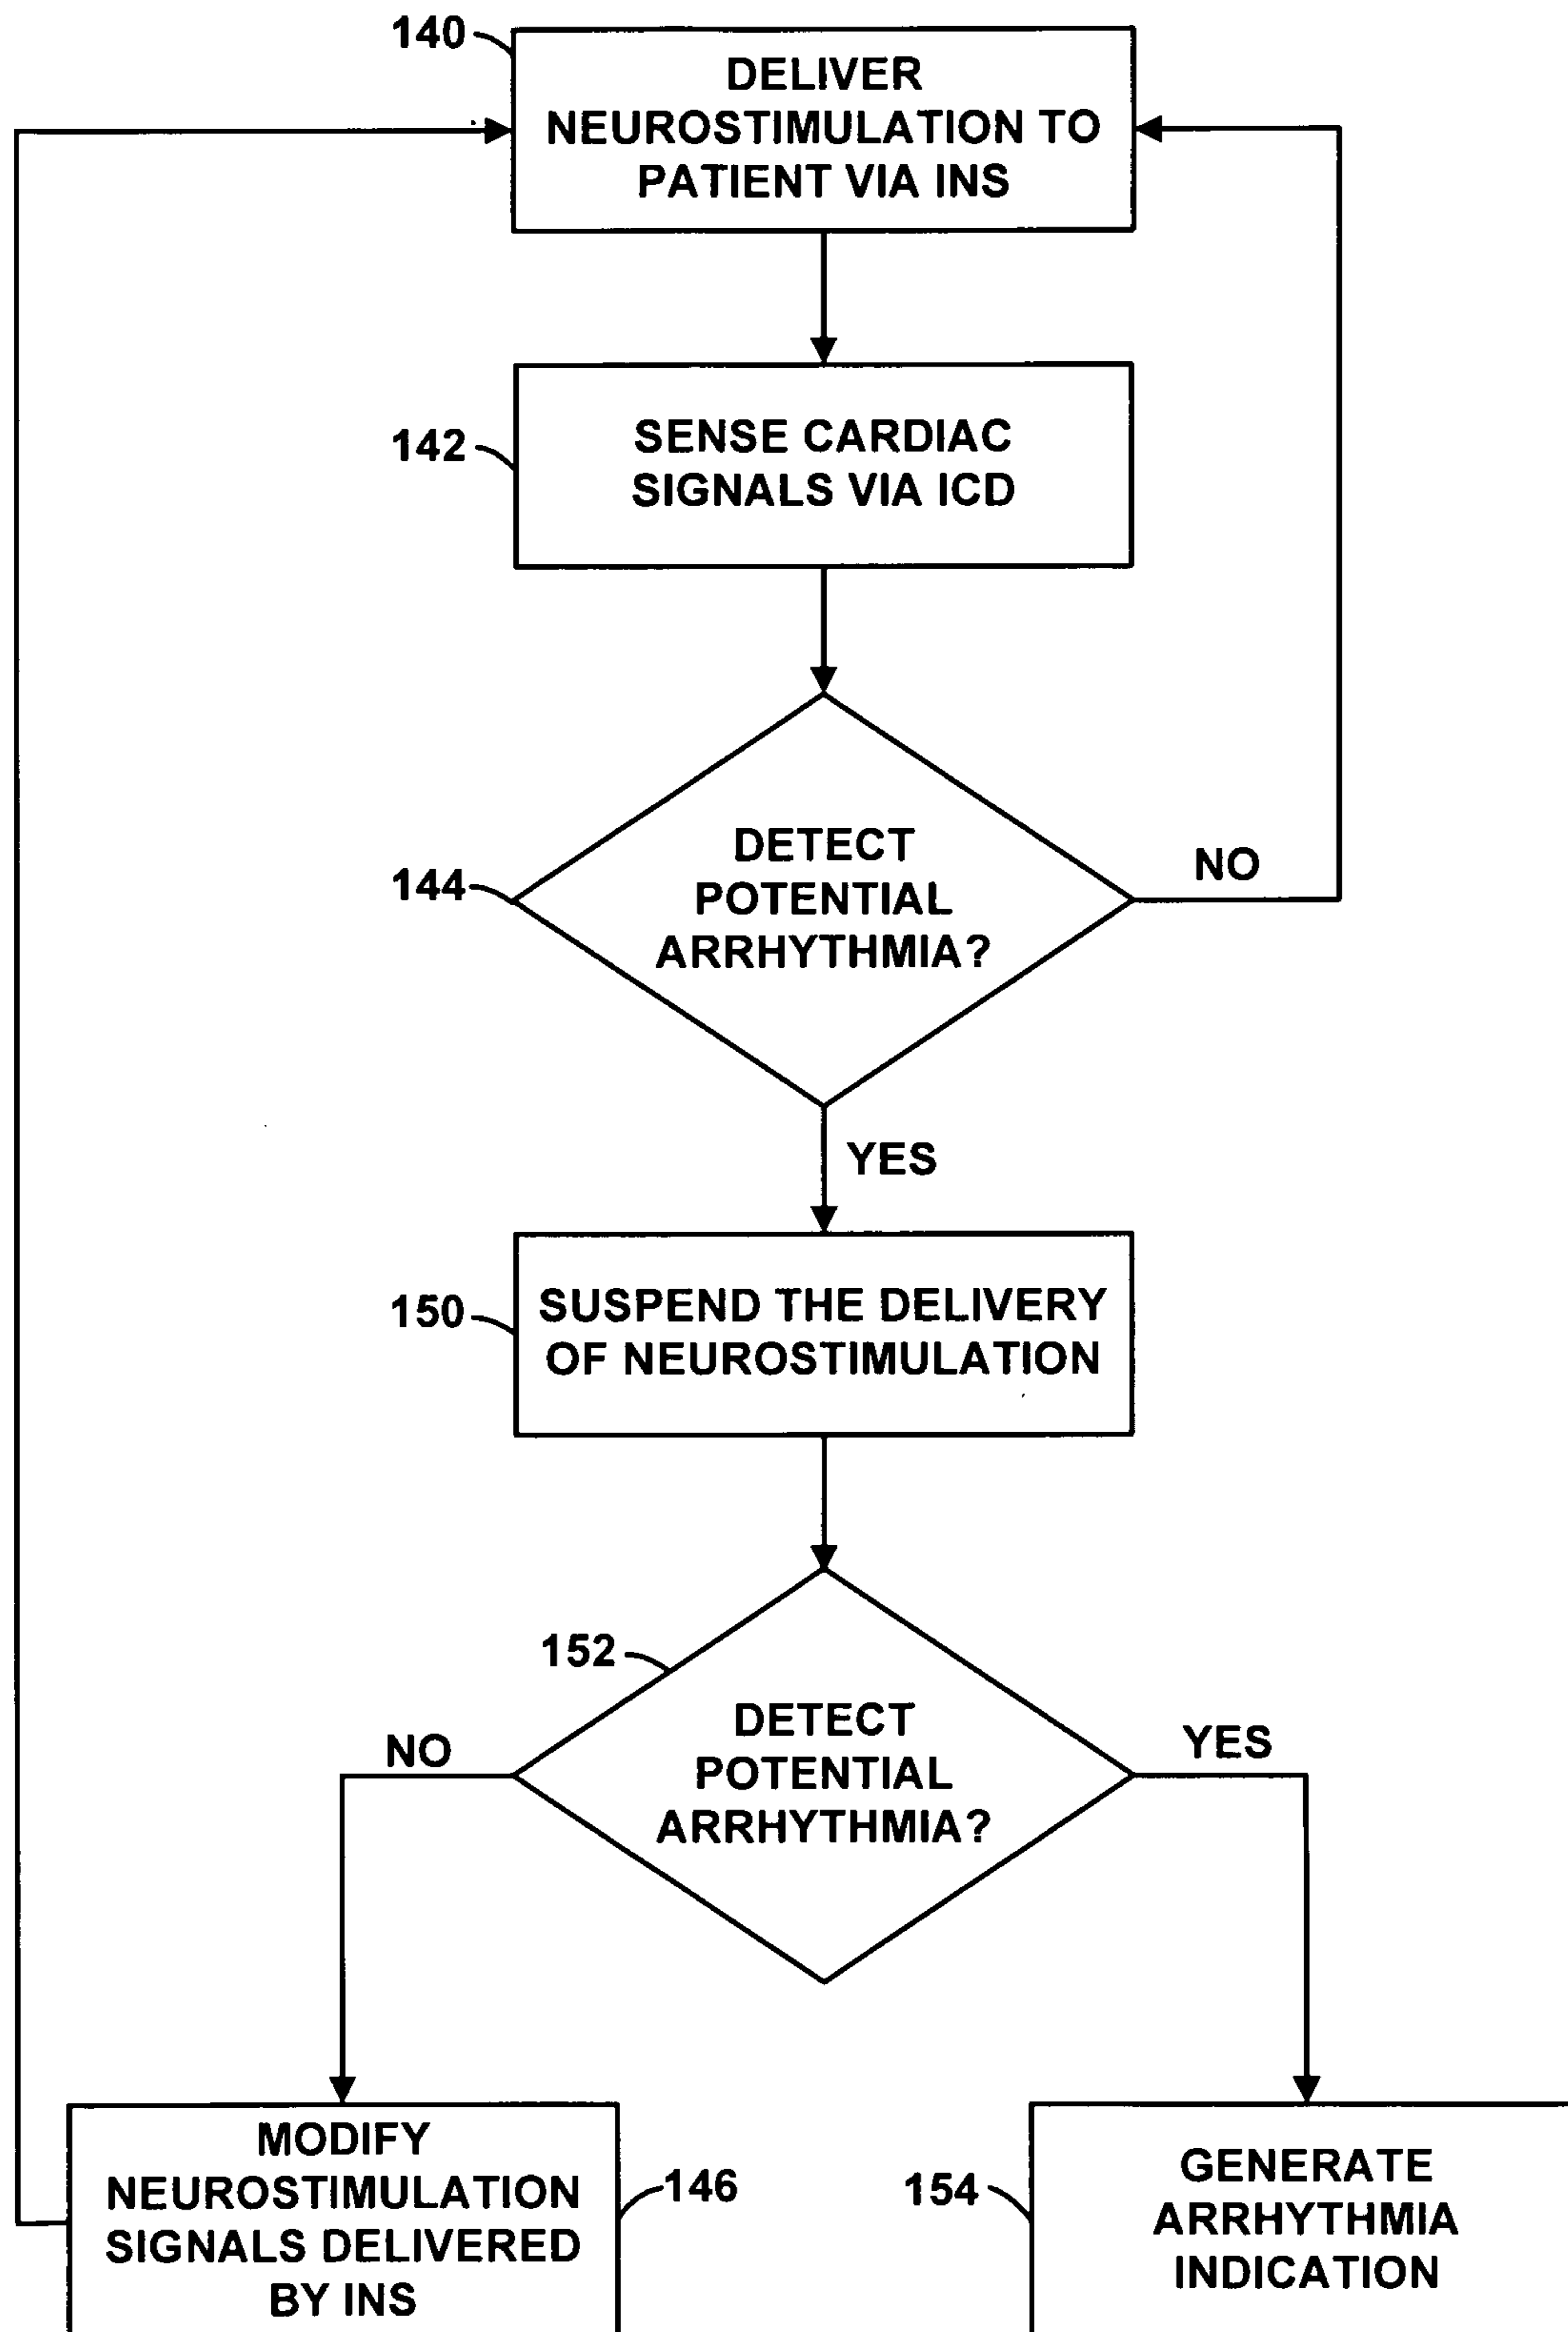 140
DELIVER
NEUROSTIMULATION TO
PATIENT VIA INS
142
SENSE CARDIAC
SIGNALS VIA ICD
144
DETECT
POTENTIAL
ARRHYTHMIA?
NO
YES
150
SUSPEND THE DELIVERY
OF NEUROSTIMULATION
152
DETECT
POTENTIAL
ARRHYTHMIA?
NO
YES
MODIFY
NEUROSTIMULATION
SIGNALS DELIVERED
BY INS
146
154
GENERATE
ARRHYTHMIA
INDICATION